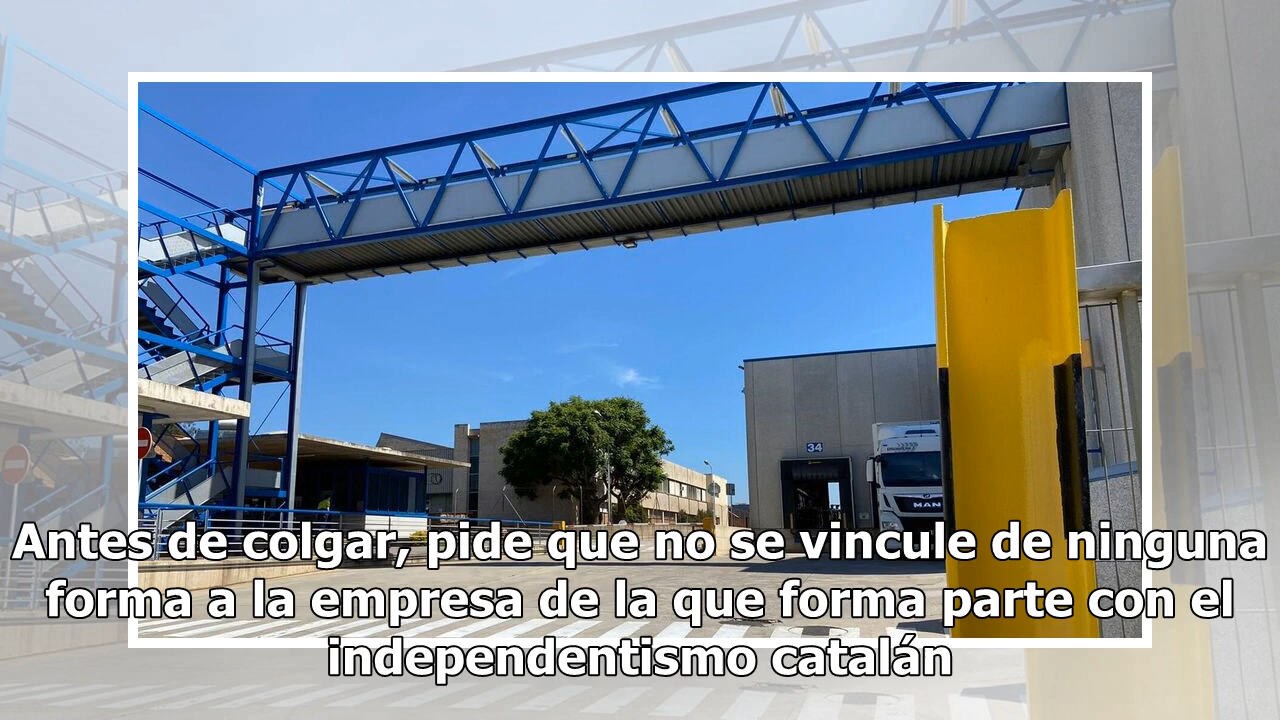 34
MAN
Antes de colgar, pide que no se vincule de ninguna
forma a la empresa de la que forma parte con el
independentismo catalán